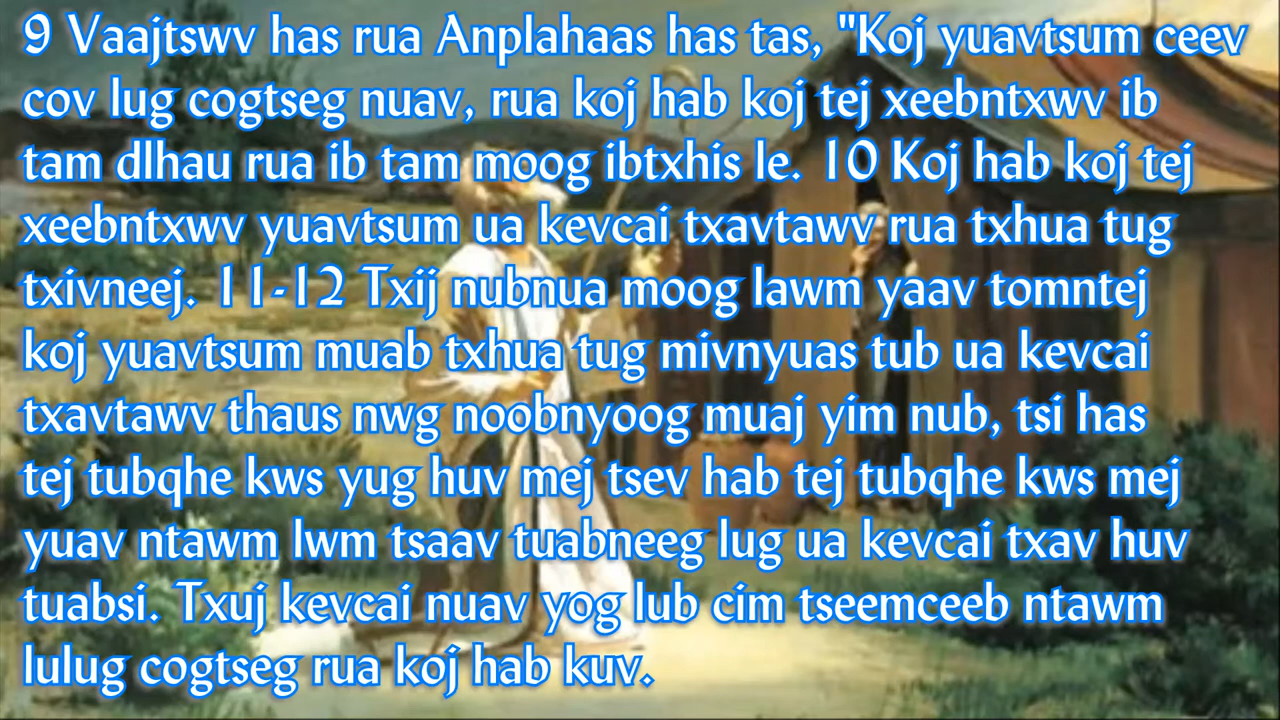 9 Vaajtswv has rua Anplahaas has tas, "Koj yuavtsum ceev
cov lug cogtseg nuav, rua koj hab koj tej xeebntxwv ib
tam dlhau rua ib tam moog ibtxhis le. 10 Koj hab koj tej
xeebntxwv yuavtsum ua kevcai txavtawv rua txhua tug
txivneej. 11-12 Txij nubnua moog lawm yaav tomntej
koj yuavtsum muab txhua tug mivnyuas tub ua kevcai
txavtawv thaus nwg noobnyoog muaj yim nub, tsi has
tej tubqhe kws yug huv mej tsev hab tej tubqhe kws mej
yuav ntawm lwm tsaav tuabneeg lug ua kevcai txav huv
tuabsi. Txuj kevcai nuav yog lub cim tseemceeb ntawm
lulug cogtseg rua koj hab kuv.